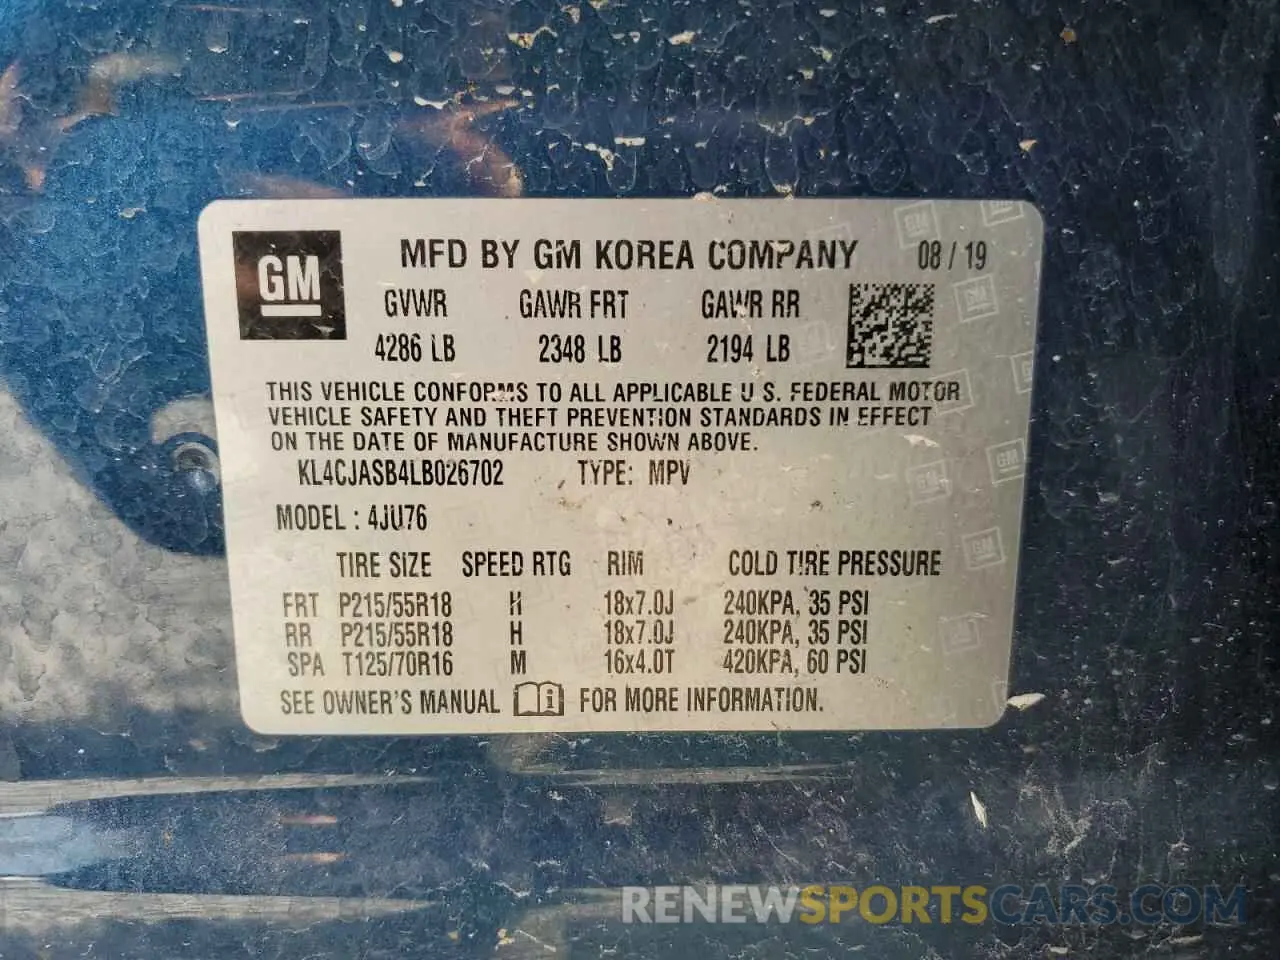 GM
MFD BY GM KOREA COMPANY 08 / 19
GVWR GAWR FRT GAWR RR
4286 LB 2348 LB 2194 LB
THIS VEHICLE CONFORMS TO ALL APPLICABLE U S. FEDERAL MOTOR
VEHICLE SAFETY AND THEFT PREVENTION STANDARDS IN EFFECT
ON THE DATE OF MANUFACTURE SHOWN ABOVE.
KL4CJASB4LB026702 TYPE: MPV
MODEL : 4JU76
TIRE SIZE SPEED RTG RIM COLD TIRE PRESSURE
FRT P215/55R18 H 18x7.0J 240KPA, 35 PSI
RR P215/55R18 H 18x7.0J 240KPA, 35 PSI
SPA T125/70R16 M 16x4.0T 420KPA, 60 PSI
SEE OWNER'S MANUAL i FOR MORE INFORMATION.
RENEWSPORTSCARS.COM